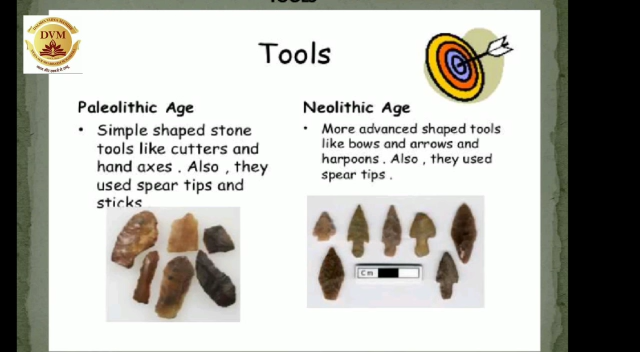 DVM
Tools
Paleolithic Age
• Simple shaped stone
tools like cutters and
hand axes . Also , they
used spear tips and
sticks
Neolithic Age
• More advanced shaped tools
like bows and arrows and
harpoons . Also , they used
spear tips .
Cm